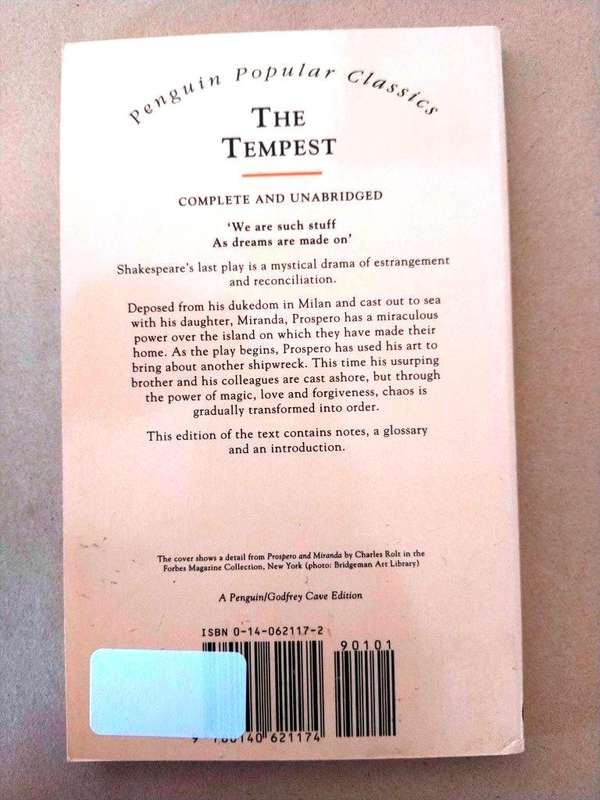 Penguin Popular Classics
THE
TEMPEST
COMPLETE AND UNABRIDGED
‘We are such stuff
As dreams are made on’
Shakespeare's last play is a mystical drama of estrangement
and reconciliation.
Deposed from his dukedom in Milan and cast out to sea
with his daughter, Miranda, Prospero has a miraculous
power over the island on which they have made their
home. As the play begins, Prospero has used his art to
bring about another shipwreck. This time his usurping
brother and his colleagues are cast ashore, but through
the power of magic, love and forgiveness, chaos is
gradually transformed into order.
This edition of the text contains notes, a glossary
and an introduction.
The cover shows a detail from Prospero and Miranda by Charles Rolt in the
Forbes Magazine Collection, New York (photo: Bridgeman Art Library)
A Penguin/Godfrey Cave Edition
ISBN 0-14-062117-2
90101
9 140 621174